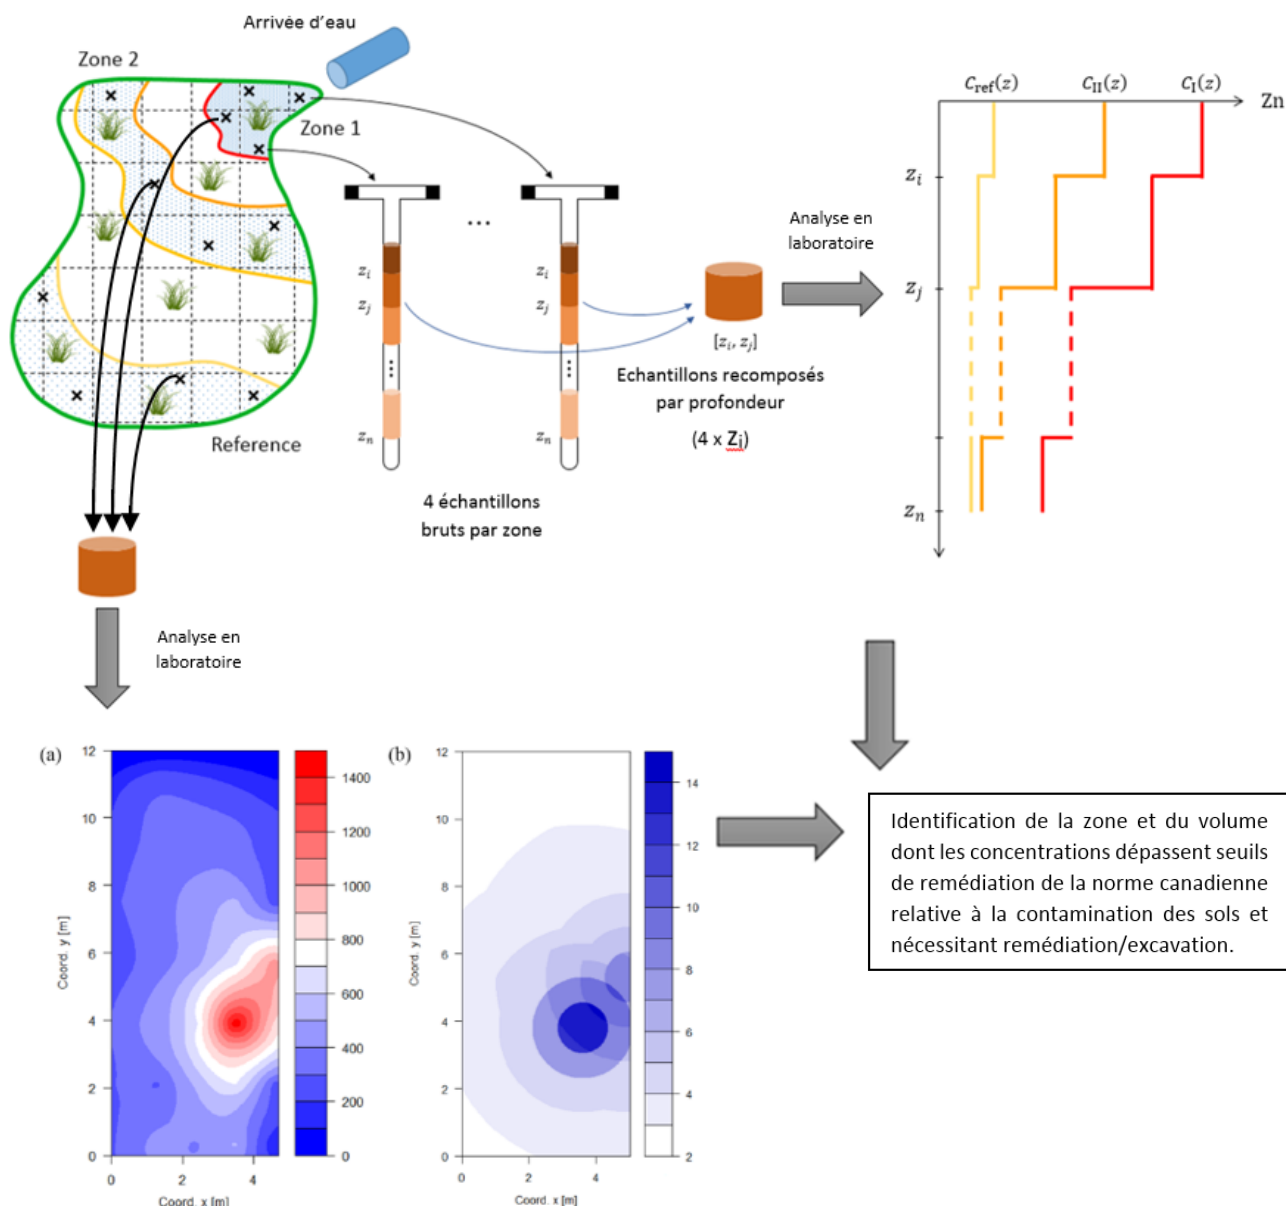 Arrivée d'eau
Zone 2
Zone 1
Reference
z_i
z_j
z_n
...
z_i
z_j
z_n
4 échantillons
bruts par zone
[z_i, z_j]
Echantillons recomposés
par profondeur
(4 x Z_i)
Analyse en
laboratoire
C_ref(z)
C_II(z)
C_I(z)
Zn
z_i
z_j
z_n
Analyse en
laboratoire
(a)
12
10
8
6
4
2
0
Coord. y [m]
0 2 4
Coord. x [m]
1400
1200
1000
800
600
400
200
0
(b)
12
10
8
6
4
2
0
Coord. y [m]
0 2 4
Coord. x [m]
14
12
10
8
6
4
2
Identification de la zone et du volume
dont les concentrations dépassent seuils
de remédiation de la norme canadienne
relative à la contamination des sols et
nécessitant remédiation/excavation.